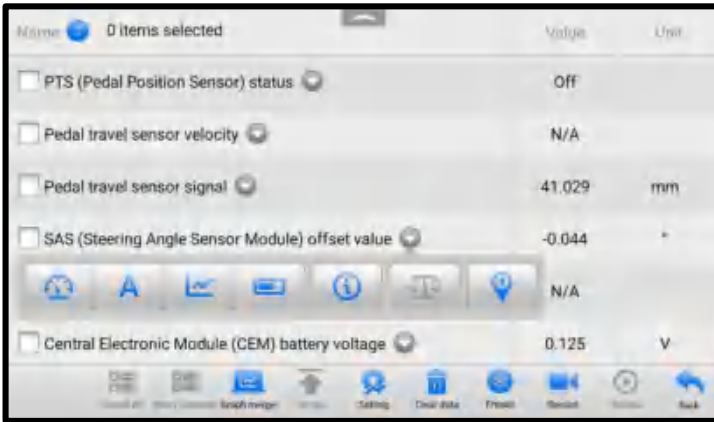 Name 0 items selected Value Unit
PTS (Pedal Position Sensor) status Off
Pedal travel sensor velocity N/A
Pedal travel sensor signal 41.029 mm
SAS (Steering Angle Sensor Module) offset value -0.044 °
A N/A
Central Electronic Module (CEM) battery voltage 0.125 V
Graph merge Setting Clear data Freeze Record Back